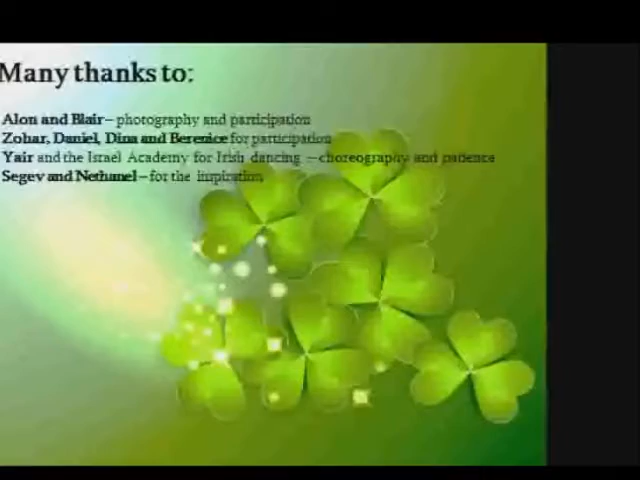 Many thanks to:
Alon and Blair – photography and participation
Zohar, Daniel, Dina and Berenice for participation
Yair and the Israel Academy for Irish dancing – choreography and patience
Segev and Nethanel – for the inspiration